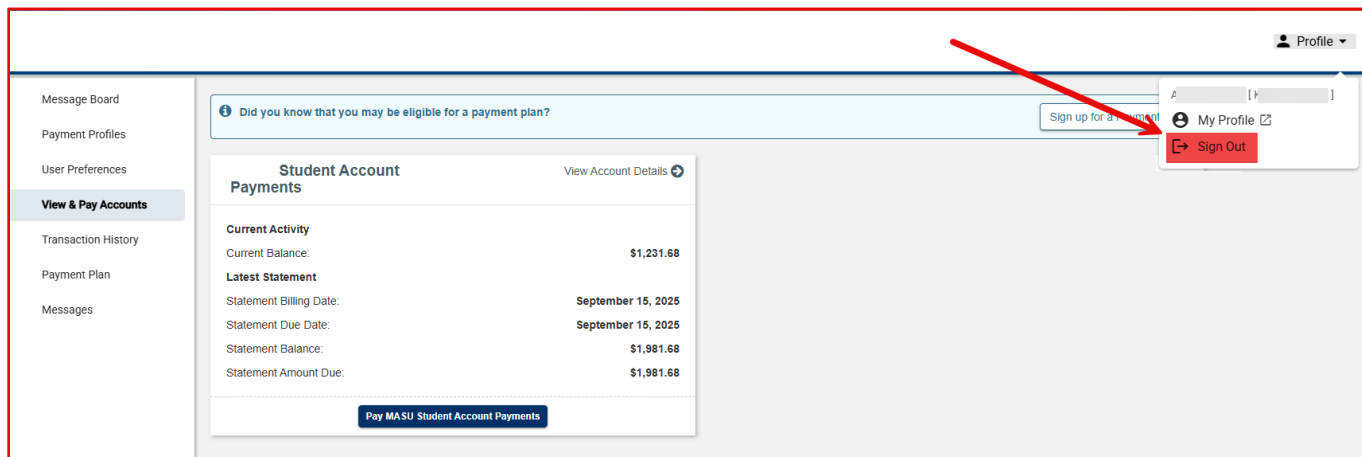 Profile
Message Board
Payment Profiles
User Preferences
View & Pay Accounts
Transaction History
Payment Plan
Messages
Did you know that you may be eligible for a payment plan?
Sign up for a Payment
A [ K ]
My Profile
Sign Out
Student Account
Payments
View Account Details
Current Activity
Current Balance: $1,231.68
Latest Statement
Statement Billing Date: September 15, 2025
Statement Due Date: September 15, 2025
Statement Balance: $1,981.68
Statement Amount Due: $1,981.68
Pay MASU Student Account Payments